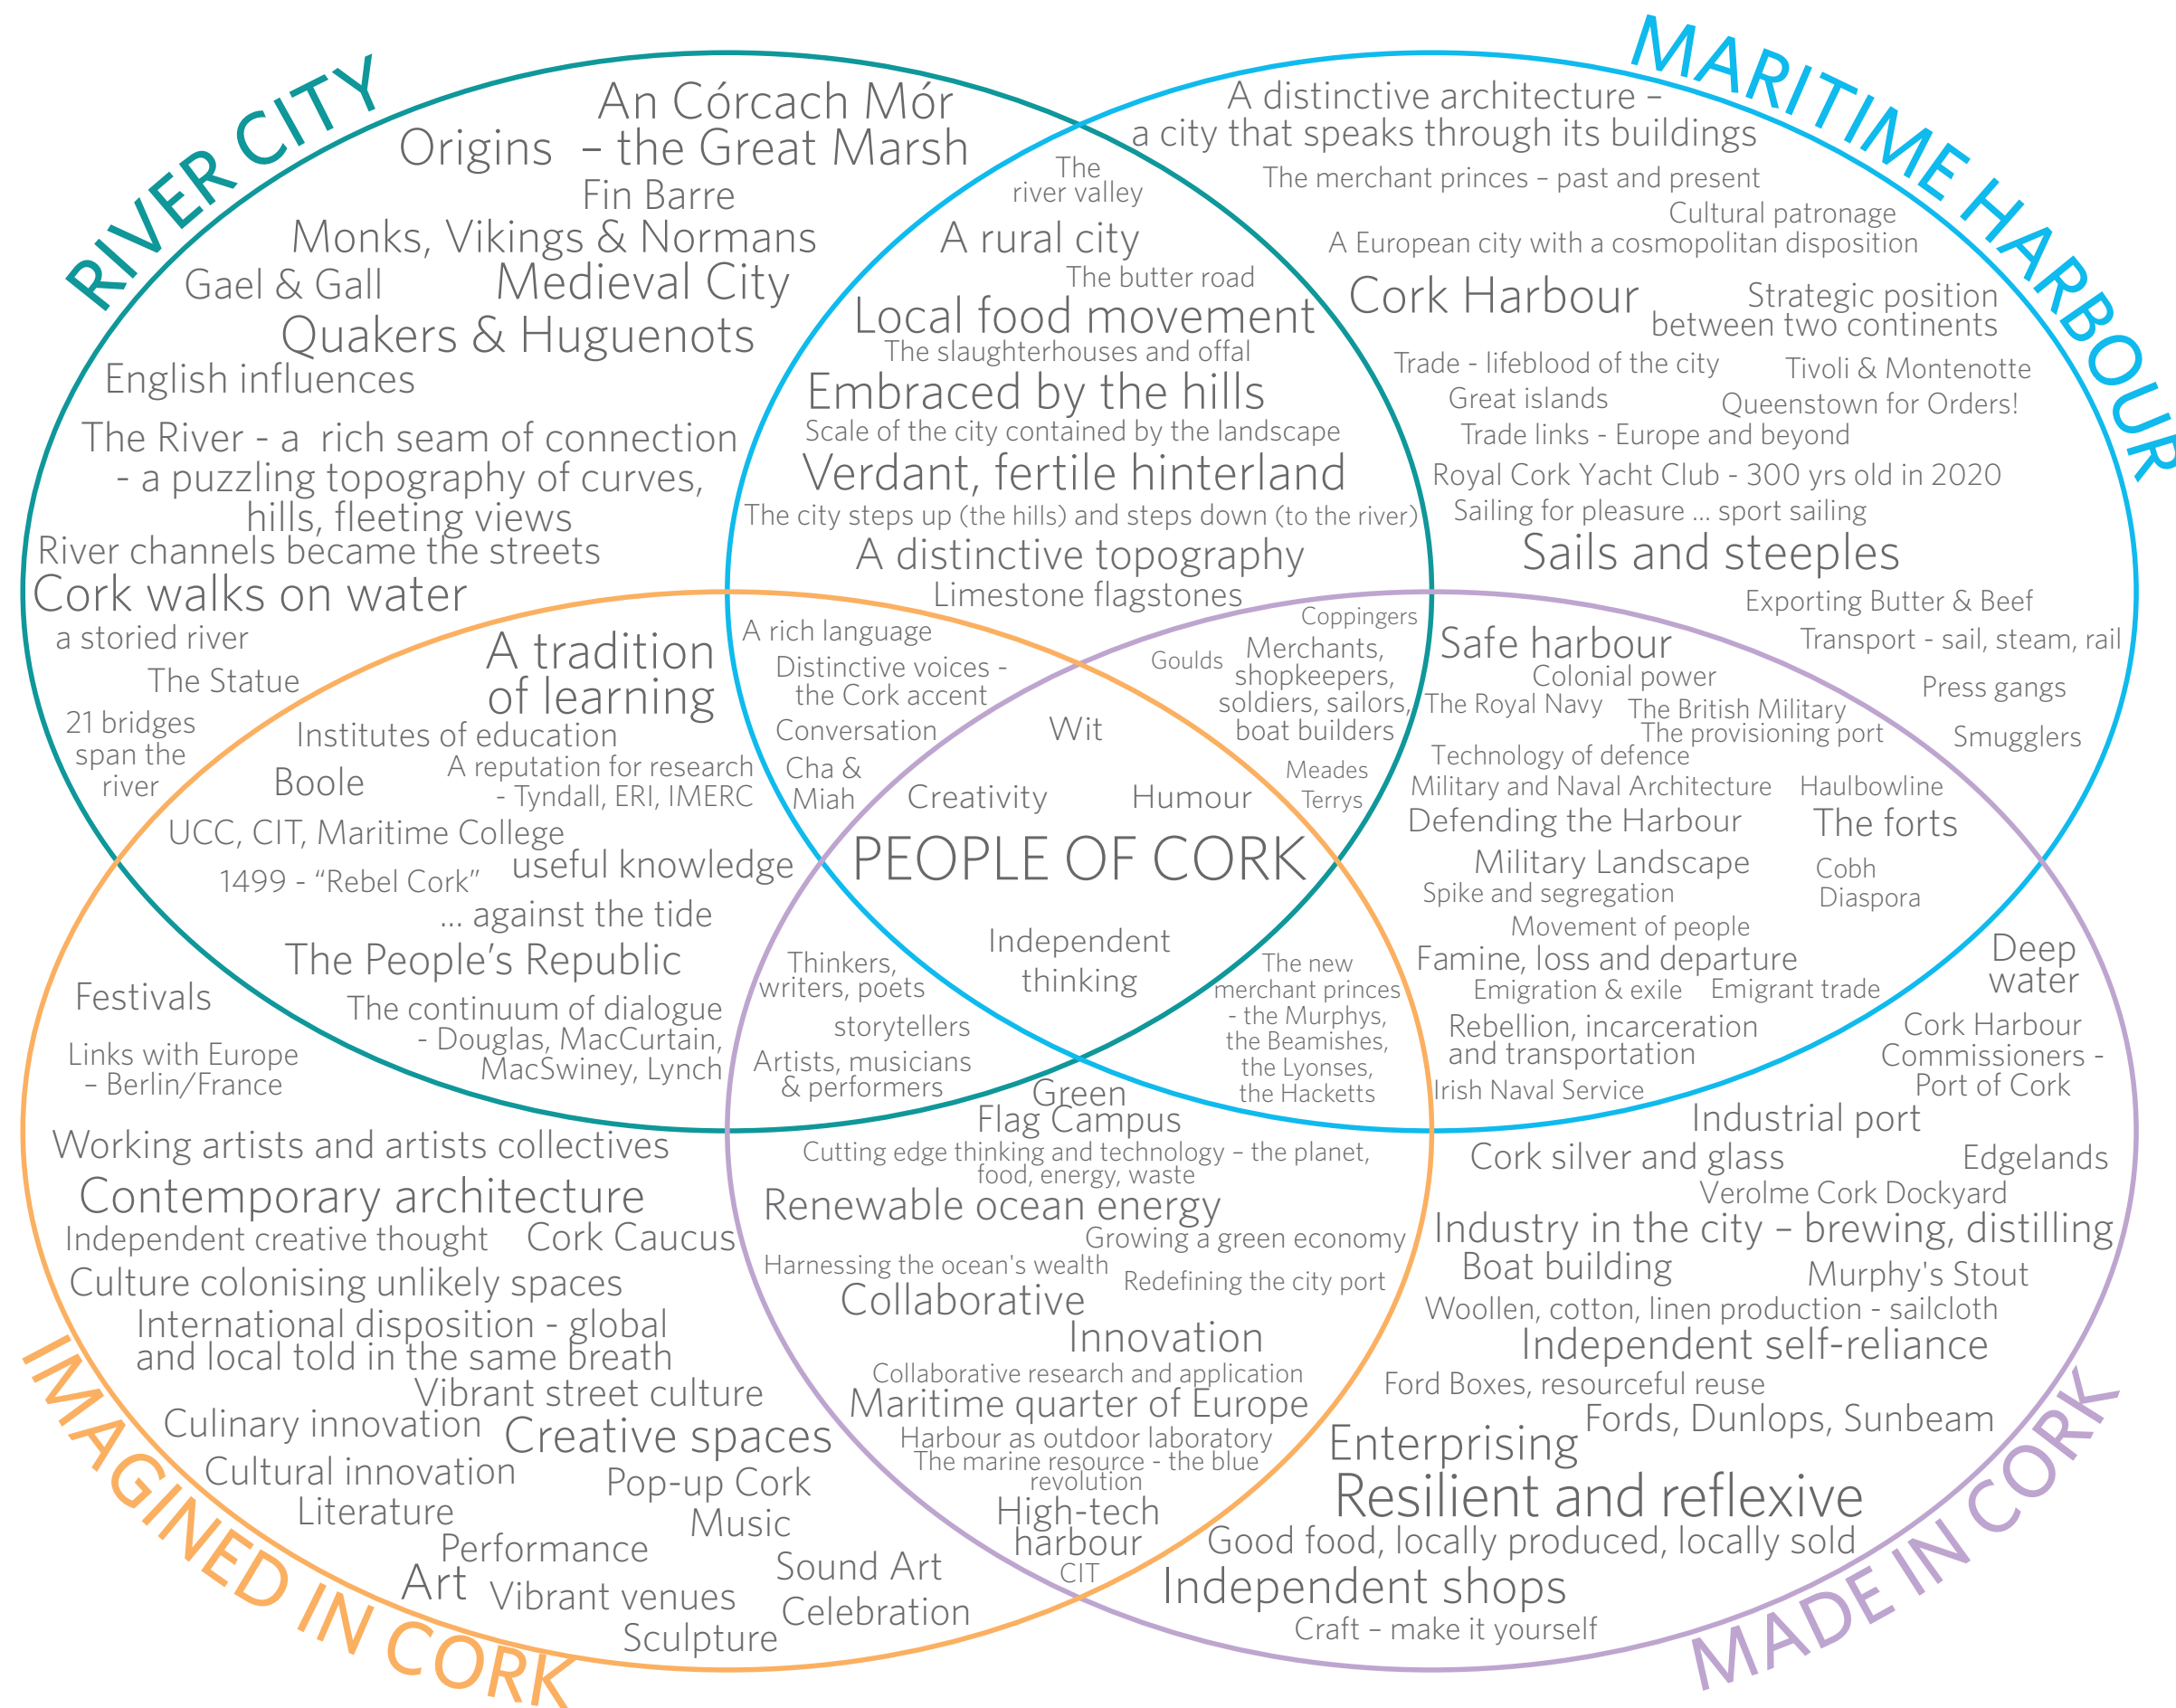 RIVER CITY
An Córcach Mór
Origins – the Great Marsh
Fin Barre
Monks, Vikings & Normans
Gael & Gall
Medieval City
Quakers & Huguenots
English influences
The River - a rich seam of connection
- a puzzling topography of curves,
hills, fleeting views
River channels became the streets
Cork walks on water
a storied river
The Statue
21 bridges
span the
river
The
river valley
A rural city
The butter road
Local food movement
The slaughterhouses and offal
Embraced by the hills
Scale of the city contained by the landscape
Verdant, fertile hinterland
The city steps up (the hills) and steps down (to the river)
A distinctive topography
Limestone flagstones
MARITIME HARBOUR
A distinctive architecture –
a city that speaks through its buildings
The merchant princes – past and present
Cultural patronage
A European city with a cosmopolitan disposition
Cork Harbour
Strategic position
between two continents
Trade - lifeblood of the city
Tivoli & Montenotte
Great islands
Queenstown for Orders!
Trade links - Europe and beyond
Royal Cork Yacht Club - 300 yrs old in 2020
Sailing for pleasure ... sport sailing
Sails and steeples
Exporting Butter & Beef
Transport - sail, steam, rail
Press gangs
Smugglers
A tradition
of learning
Institutes of education
Boole
A reputation for research
- Tyndall, ERI, IMERC
UCC, CIT, Maritime College
1499 - “Rebel Cork”
useful knowledge
... against the tide
The People’s Republic
The continuum of dialogue
- Douglas, MacCurtain,
MacSwiney, Lynch
A rich language
Distinctive voices -
the Cork accent
Conversation
Cha &
Miah
Coppingers
Goulds
Merchants,
shopkeepers,
soldiers, sailors,
boat builders
Meades
Terrys
Wit
Creativity
Humour
PEOPLE OF CORK
Independent
thinking
Thinkers,
writers, poets
storytellers
Artists, musicians
& performers
The new
merchant princes
- the Murphys,
the Beamishes,
the Lyonses,
the Hacketts
Safe harbour
Colonial power
The Royal Navy
The British Military
The provisioning port
Technology of defence
Military and Naval Architecture
Haulbowline
Defending the Harbour
The forts
Military Landscape
Cobh
Spike and segregation
Diaspora
Movement of people
Famine, loss and departure
Emigration & exile
Emigrant trade
Rebellion, incarceration
and transportation
Irish Naval Service
Festivals
Links with Europe
– Berlin/France
Working artists and artists collectives
Contemporary architecture
Independent creative thought
Cork Caucus
Culture colonising unlikely spaces
International disposition - global
and local told in the same breath
Vibrant street culture
Culinary innovation
Creative spaces
Cultural innovation
Pop-up Cork
Literature
Music
Performance
Sound Art
Art
Vibrant venues
Celebration
Sculpture
IMAGINED IN CORK
Green
Flag Campus
Cutting edge thinking and technology – the planet,
food, energy, waste
Renewable ocean energy
Growing a green economy
Harnessing the ocean's wealth
Redefining the city port
Collaborative
Innovation
Collaborative research and application
Maritime quarter of Europe
Harbour as outdoor laboratory
The marine resource - the blue
revolution
High-tech
harbour
CIT
Deep
water
Cork Harbour
Commissioners -
Port of Cork
Industrial port
Cork silver and glass
Edgelands
Verolme Cork Dockyard
Industry in the city – brewing, distilling
Boat building
Murphy's Stout
Woollen, cotton, linen production - sailcloth
Independent self-reliance
Ford Boxes, resourceful reuse
Fords, Dunlops, Sunbeam
Enterprising
Resilient and reflexive
Good food, locally produced, locally sold
Independent shops
Craft – make it yourself
MADE IN CORK